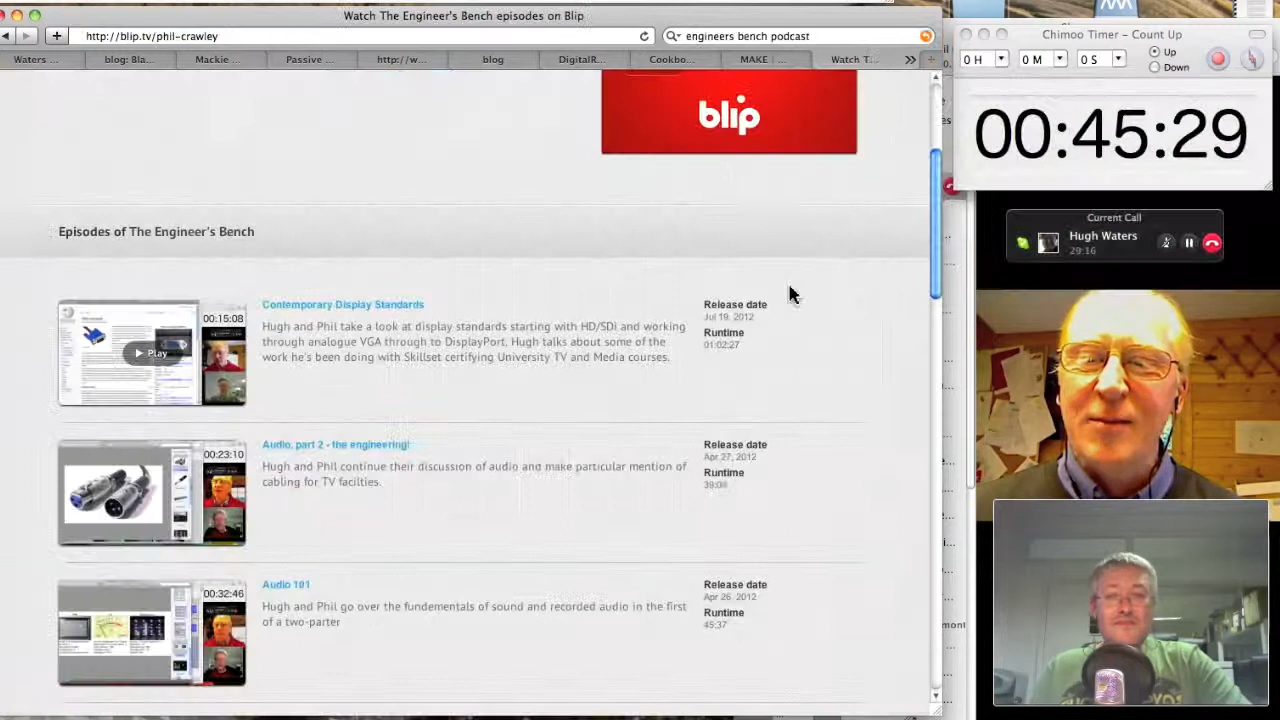 Watch The Engineer's Bench episodes on Blip
http://blip.tv/phil-crawley
engineers bench podcast
Waters ...
blog: Bla...
Mackie ...
Passive ...
http://w...
blog
DigitalR...
Cookbo...
MAKE | ...
Watch T...
blip
Episodes of The Engineer's Bench
00:15:08
Play
Contemporary Display Standards
Hugh and Phil take a look at display standards starting with HD/SDi and working
through analogue VGA through to DisplayPort. Hugh talks about some of the
work he's been doing with Skillset certifying University TV and Media courses.
Release date
Jul 19, 2012
Runtime
01:02:27
00:23:10
Audio, part 2 - the engineering!
Hugh and Phil continue their discussion of audio and make particular mention of
cabling for TV facilties.
Release date
Apr 27, 2012
Runtime
39:08
00:32:46
Audio 101
Hugh and Phil go over the fundementals of sound and recorded audio in the first
of a two-parter
Release date
Apr 26, 2012
Runtime
45:37
Chimoo Timer – Count Up
0 H
0 M
0 S
Up
Down
00:45:29
Current Call
Hugh Waters
29:16